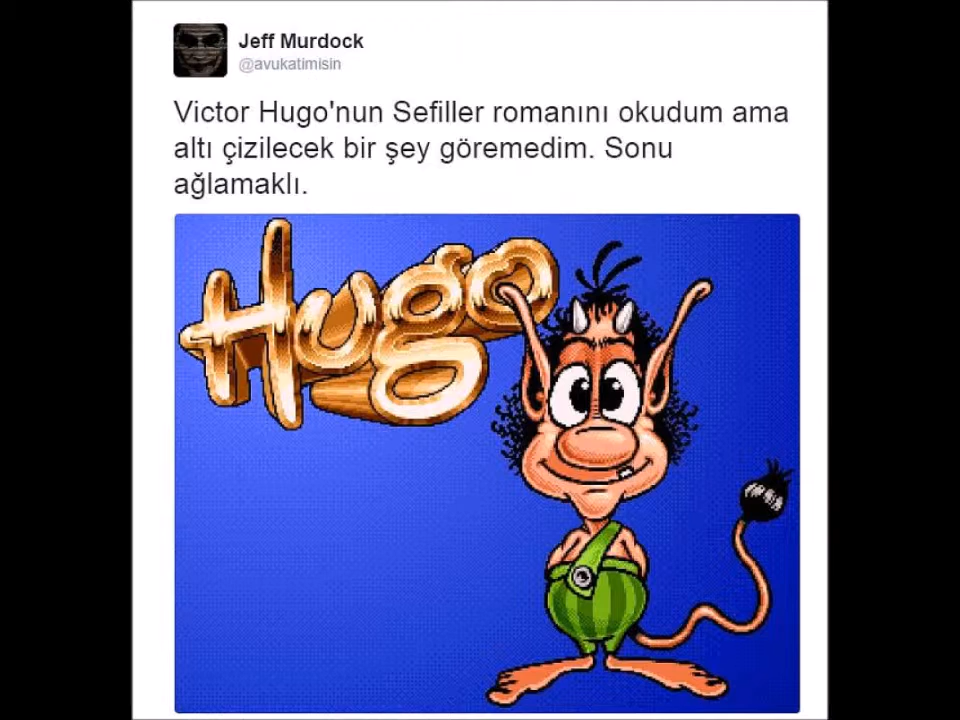 Jeff Murdock
@avukatimisin
Victor Hugo'nun Sefiller romanını okudum ama
altı çizilecek bir şey göremedim. Sonu
ağlamaklı.
Hugo